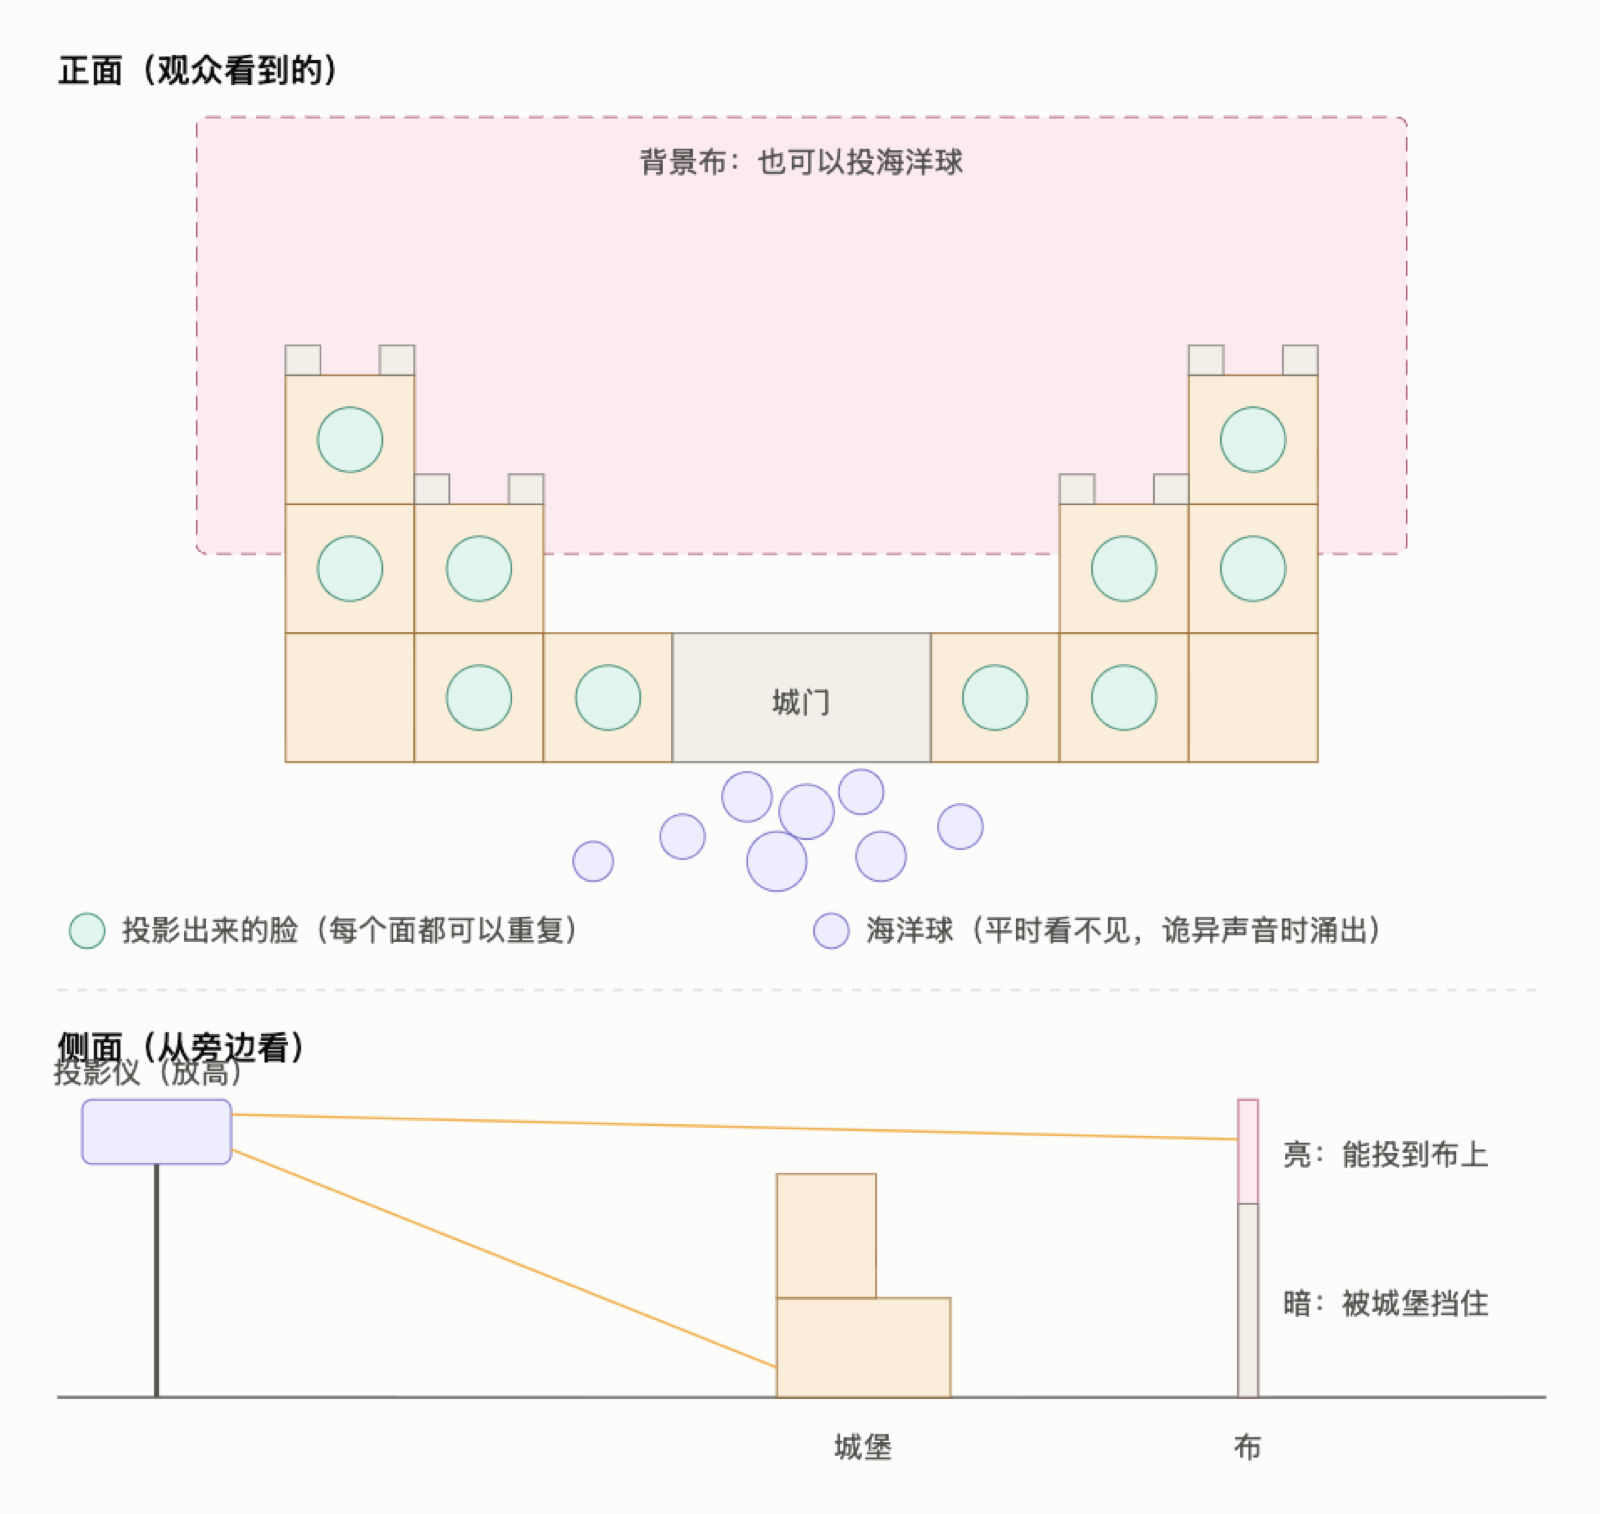 正面（观众看到的）
背景布：也可以投海洋球
城门
投影出来的脸（每个面都可以重复）
海洋球（平时看不见，诡异声音时涌出）
侧面（从旁边看）
投影仪（放高）
亮：能投到布上
暗：被城堡挡住
城堡
布